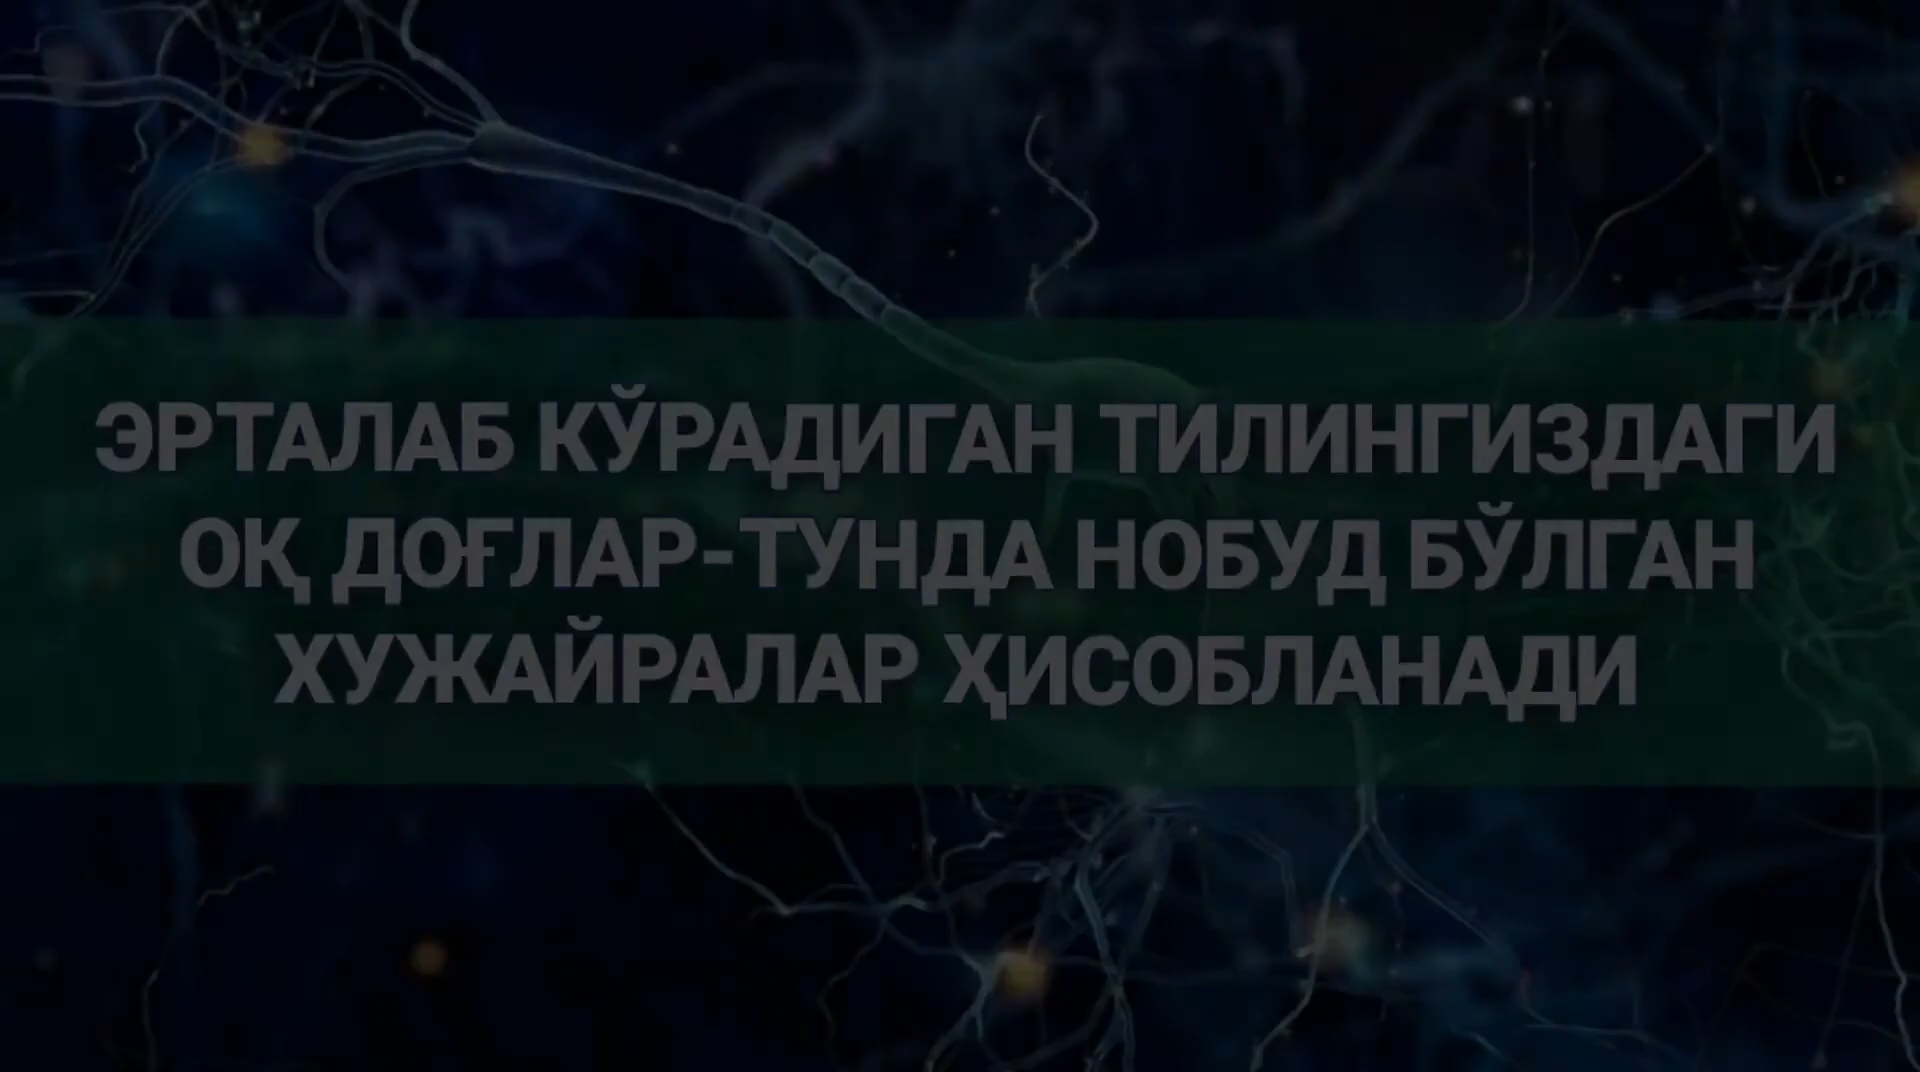 ЭРТАЛАБ КЎРАДИГАН ТИЛИНГИЗДАГИ
ОҚ ДОҒЛАР-ТУНДА НОБУД БЎЛГАН
ХУЖАЙРАЛАР ҲИСОБЛАНАДИ